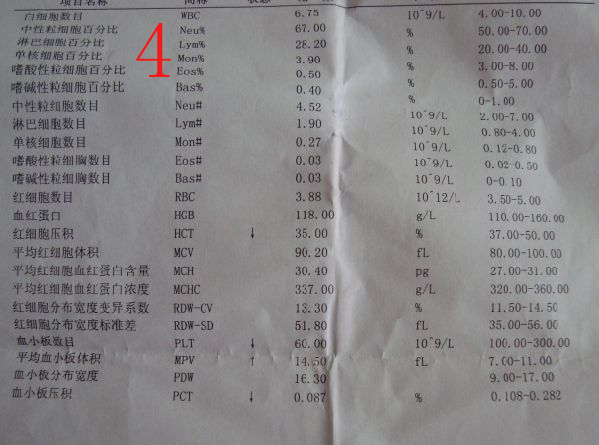 项目名称 简称 状态
白细胞数目 WBC 6.75 10^9/L 4.00-10.00
中性粒细胞百分比 Neu% 67.00 % 50.00-70.00
淋巴细胞百分比 Lym% 28.20 % 20.00-40.00
单核细胞百分比 Mon% 3.90 % 3.00-8.00
嗜酸性粒细胞百分比 Eos% 0.50 % 0.50-5.00
嗜碱性粒细胞百分比 Bas% 0.40 % 0-1.00
中性粒细胞数目 Neu# 4.52 10^9/L 2.00-7.00
淋巴细胞数目 Lym# 1.90 10^9/L 0.80-4.00
单核细胞数目 Mon# 0.27 10^9/L 0.12-0.80
嗜酸性粒细胸数目 Eos# 0.03 10^9/L 0.02-0.50
嗜碱性粒细胸数目 Bas# 0.03 10^9/L 0-0.10
红细胞数目 RBC 3.88 10^12/L 3.50-5.00
血红蛋白 HGB 118.00 g/L 110.00-160.00
红细胞压积 HCT ↓ 35.00 % 37.00-50.00
平均红细胞体积 MCV 90.20 fL 80.00-100.00
平均红细胞血红蛋白含量 MCH 30.40 pg 27.00-31.00
平均红细胞血红蛋白浓度 MCHC 337.00 g/L 320.00-360.00
红细胞分布宽度变异系数 RDW-CV 13.30 % 11.50-14.50
红细胞分布宽度标准差 RDW-SD 51.80 fL 35.00-56.00
血小板数目 PLT ↓ 60.00 10^9/L 100.00-300.00
平均血小板体积 MPV ↑ 14.50 fL 7.00-11.00
血小板分布宽度 PDW 16.30 9.00-17.00
血小板压积 PCT ↓ 0.087 % 0.108-0.282
4